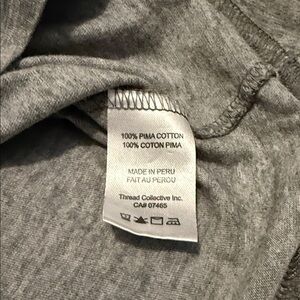 100% PIMA COTTON
100% COTON PIMA
MADE IN PERU
FAIT AU PEROU
Thread Collective Inc.
CA# 07465